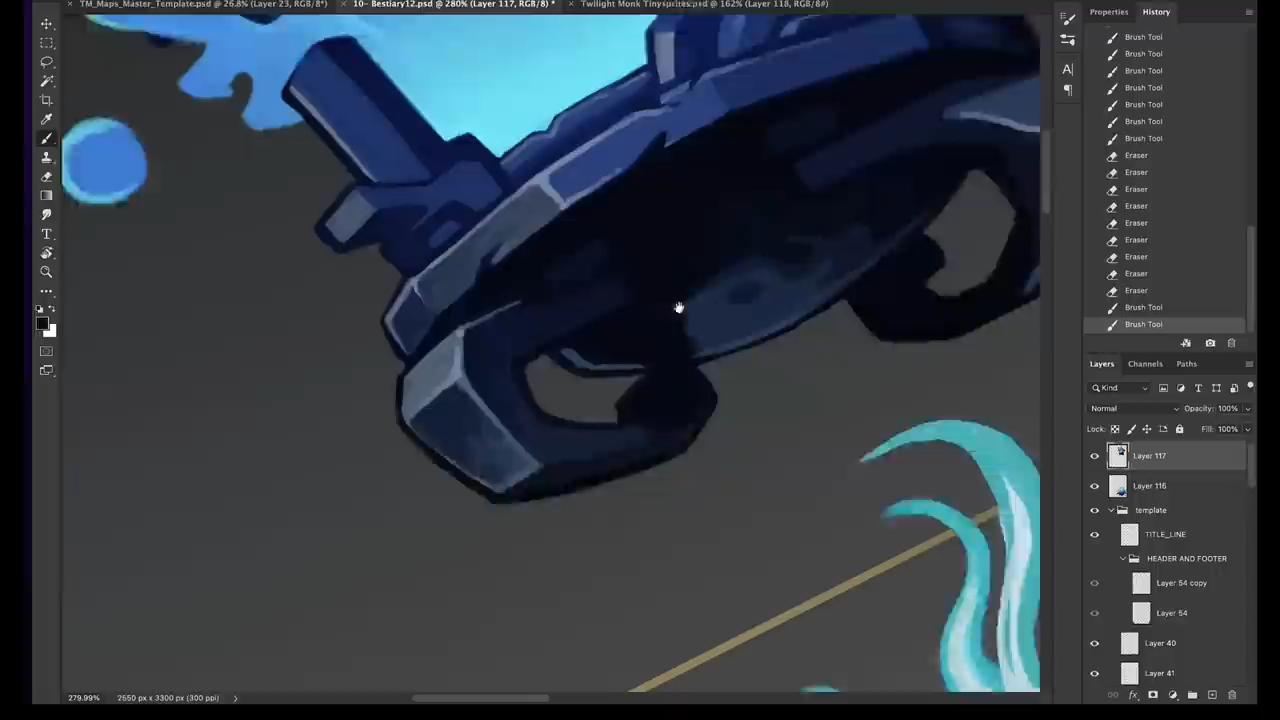 TM_Maps_Master_Template.psd @ 26.8% (Layer 23, RGB/8*)
10- Bestiary12.psd @ 280% (Layer 117, RGB/8) *
Twilight Monk Tinysprites.psd @ 162% (Layer 118, RGB/8#)
Properties
History
Brush Tool
Brush Tool
Brush Tool
Brush Tool
Brush Tool
Brush Tool
Brush Tool
Eraser
Eraser
Eraser
Eraser
Eraser
Eraser
Eraser
Eraser
Eraser
Brush Tool
Brush Tool
Layers
Channels
Paths
Kind
Normal
Opacity: 100%
Lock:
Fill: 100%
Layer 117
Layer 116
template
TITLE_LINE
HEADER AND FOOTER
Layer 54 copy
Layer 54
Layer 40
Layer 41
279.99%
2550 px x 3300 px (300 ppi)